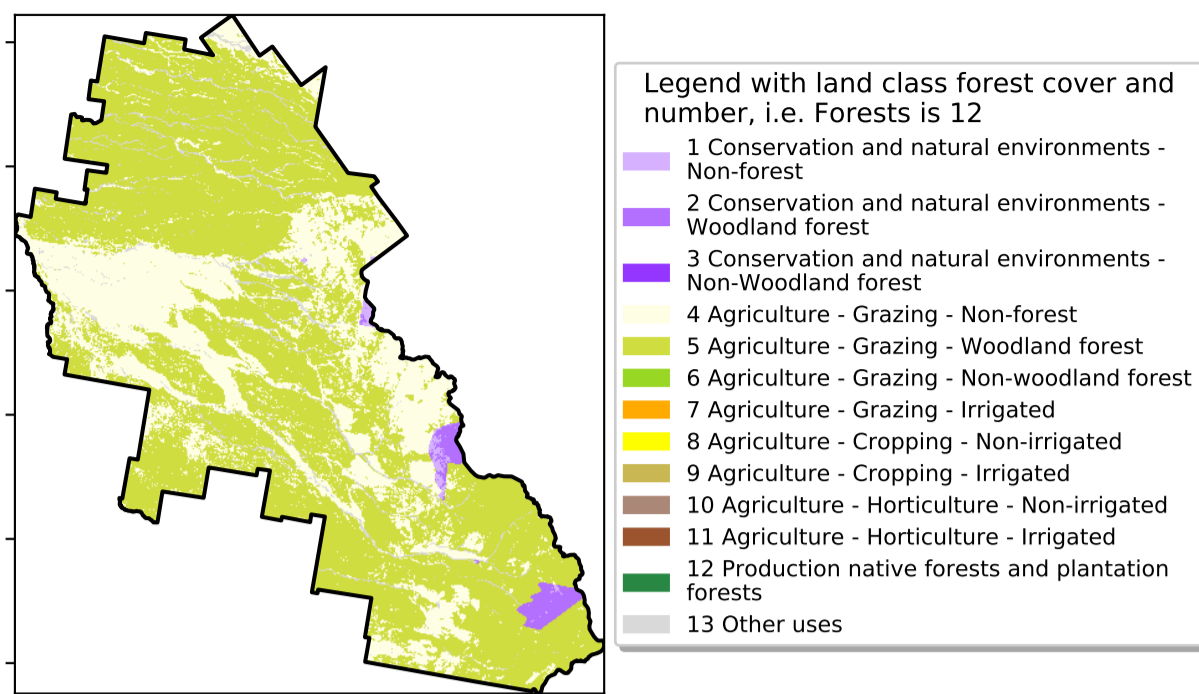 Legend with land class forest cover and
number, i.e. Forests is 12
1 Conservation and natural environments -
Non-forest
2 Conservation and natural environments -
Woodland forest
3 Conservation and natural environments -
Non-Woodland forest
4 Agriculture - Grazing - Non-forest
5 Agriculture - Grazing - Woodland forest
6 Agriculture - Grazing - Non-woodland forest
7 Agriculture - Grazing - Irrigated
8 Agriculture - Cropping - Non-irrigated
9 Agriculture - Cropping - Irrigated
10 Agriculture - Horticulture - Non-irrigated
11 Agriculture - Horticulture - Irrigated
12 Production native forests and plantation
forests
13 Other uses